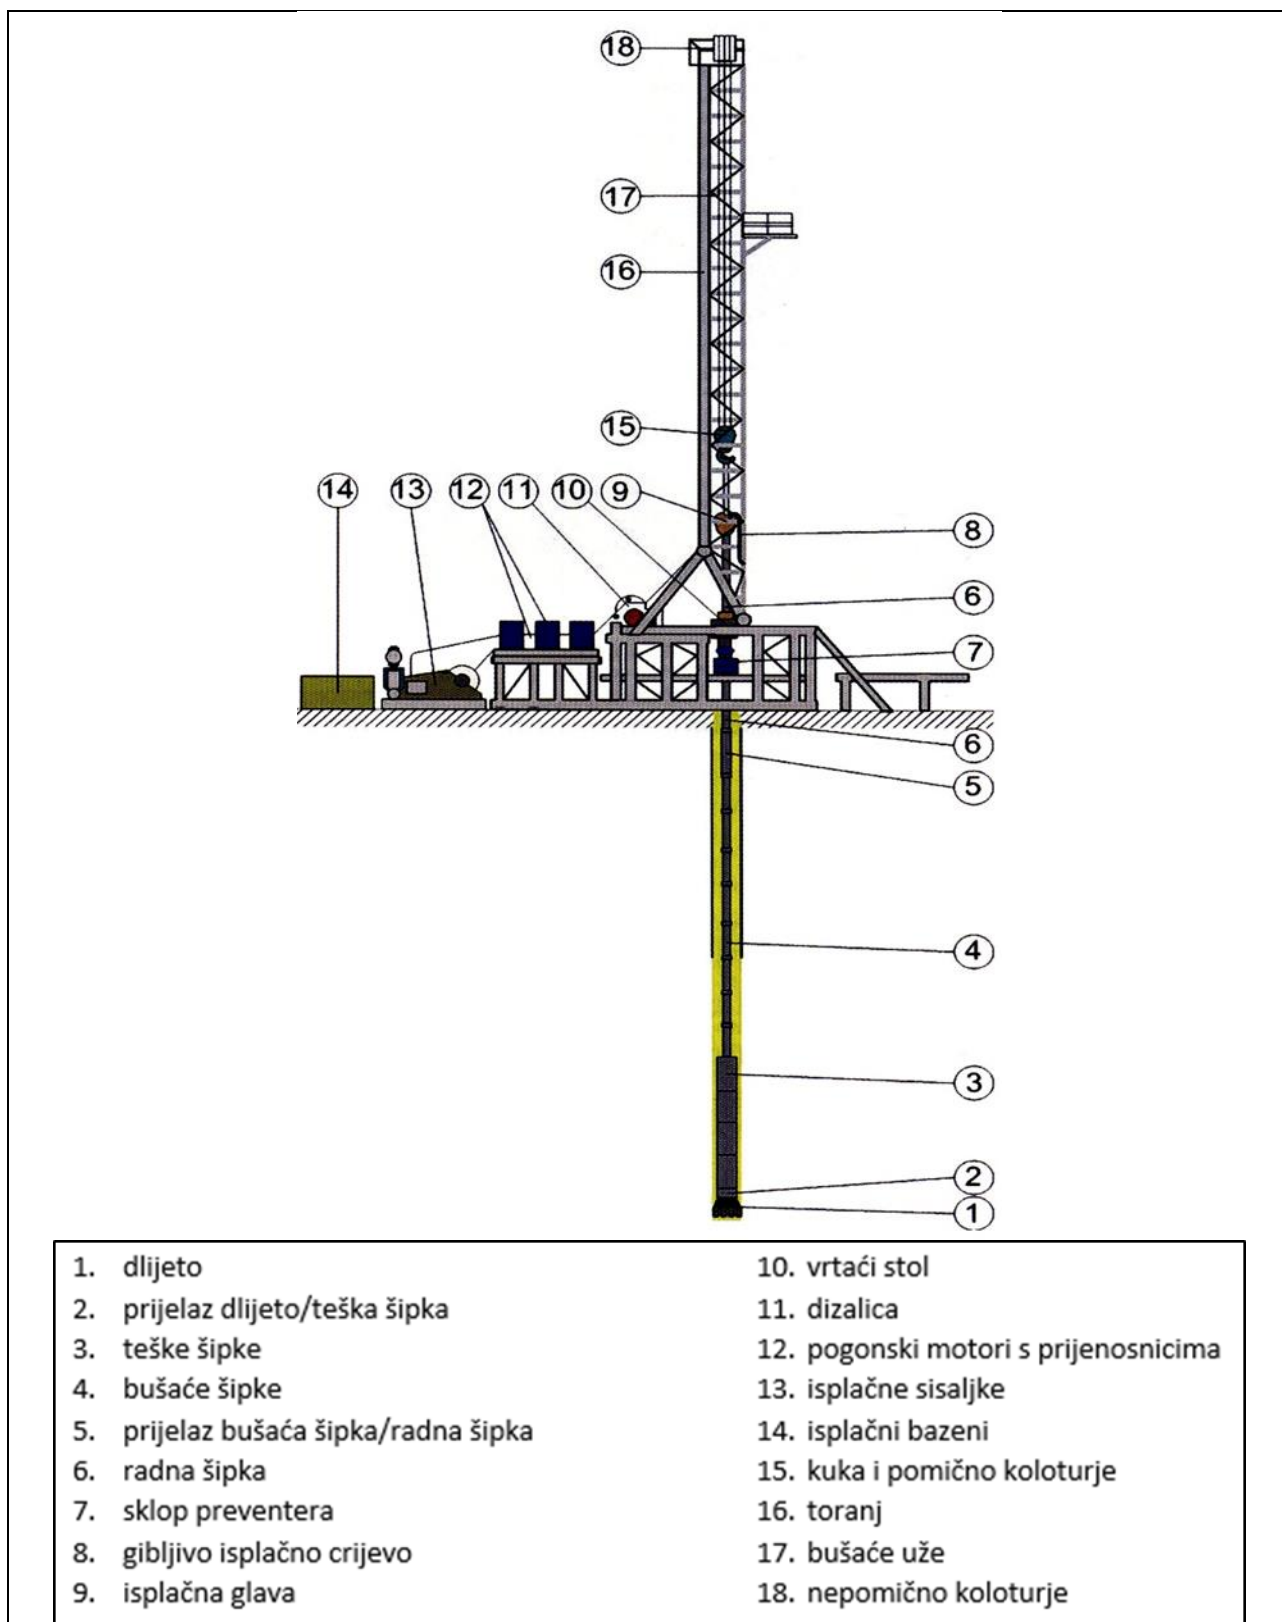 18
17
16
15
14
13
12
11
10
9
8
6
7
6
5
4
3
2
1
1. dlijeto
2. prijelaz dlijeto/teška šipka
3. teške šipke
4. bušaće šipke
5. prijelaz bušaća šipka/radna šipka
6. radna šipka
7. sklop preventera
8. gibljivo isplačno crijevo
9. isplačna glava
10. vrtaći stol
11. dizalica
12. pogonski motori s prijenosnicima
13. isplačne sisaljke
14. isplačni bazeni
15. kuka i pomično koloturje
16. toranj
17. bušaće uže
18. nepomično koloturje